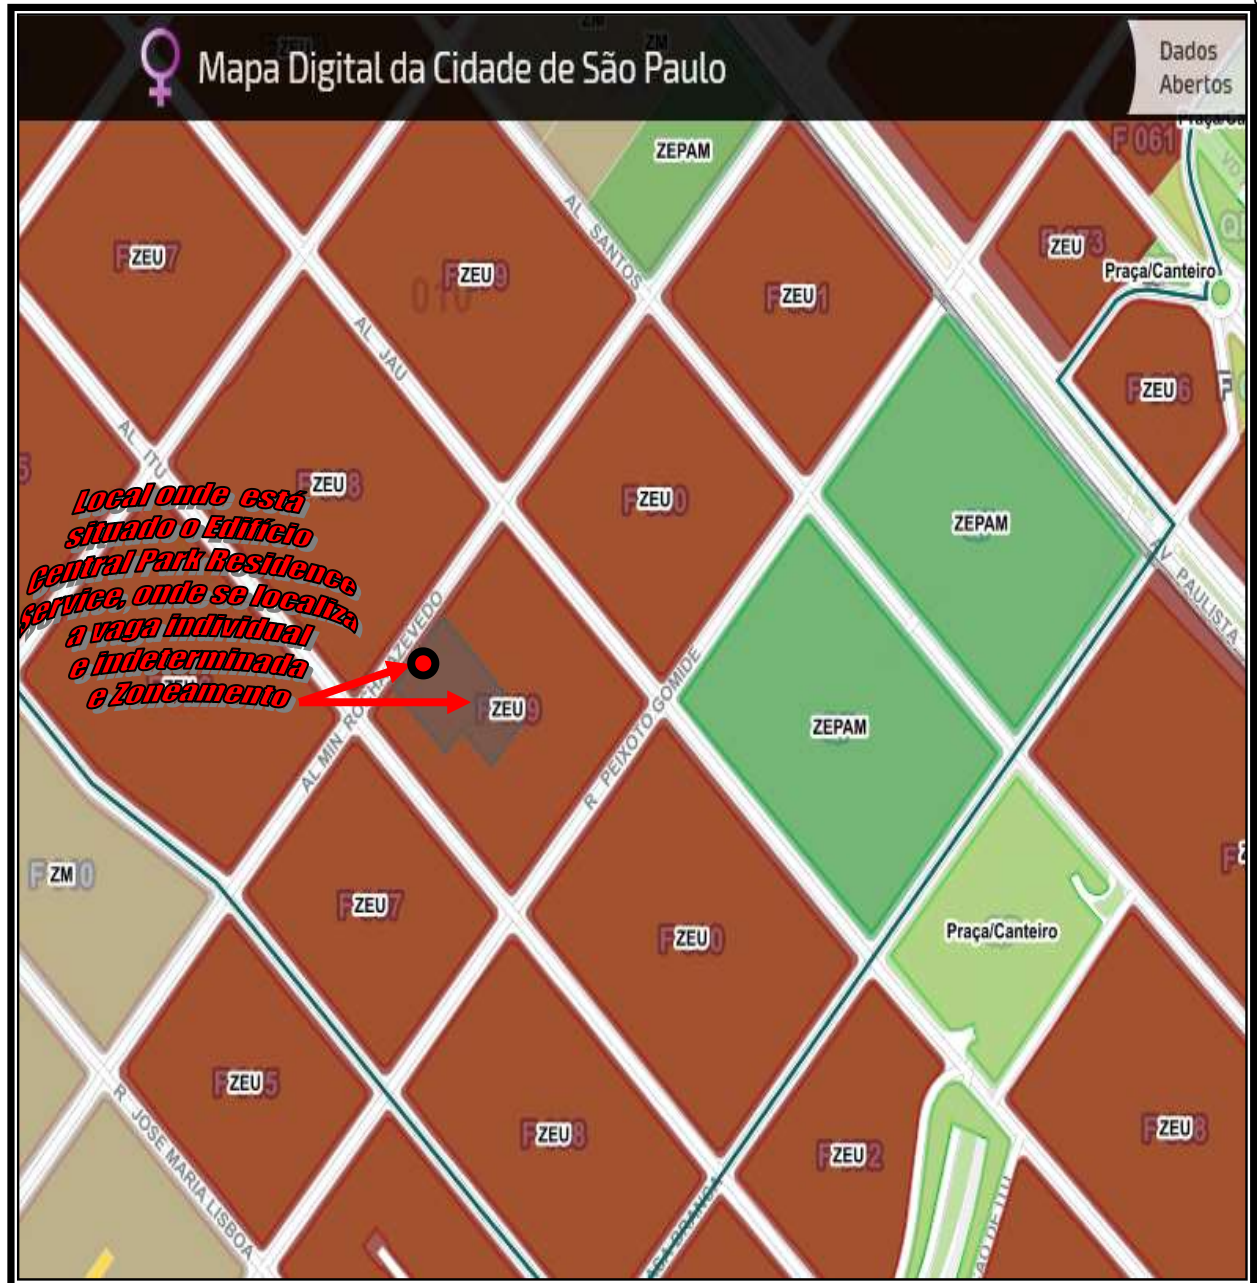 Mapa Digital da Cidade de São Paulo
Dados
Abertos
ZM
ZEPAM
F 061
AL SANTOS
ZEU
ZEU
ZEU
ZEU
Praça/Canteiro
AL JAU
ZEU
AL ITU
ZEU
ZEU
ZEPAM
Local onde está
situado o Edifício
Central Park Residence
Service, onde se localiza
a vaga individual
e indeterminada
e Zoneamento
AV PAULISTA
AL MIN ROCHA AZEVEDO
R PEIXOTO GOMIDE
ZEU
ZEPAM
ZM
ZEU
ZEU
Praça/Canteiro
ZEU
R JOSE MARIA LISBOA
ZEU
ZEU
ZEU